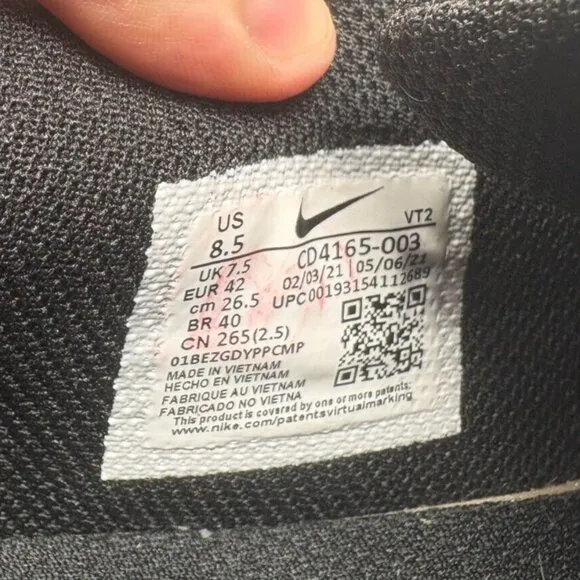 US
8.5
VT2
UK 7.5
CD4165-003
EUR 42
02/03/21 | 05/06/21
cm 26.5
UPC00193154112689
BR 40
CN 265(2.5)
01BEZGDYPPCMP
MADE IN VIETNAM
HECHO EN VIETNAM
FABRIQUE AU VIETNAM
FABRICADO NO VIETNA
This product is covered by one or more patents:
www.nike.com/patentsvirtualmarking